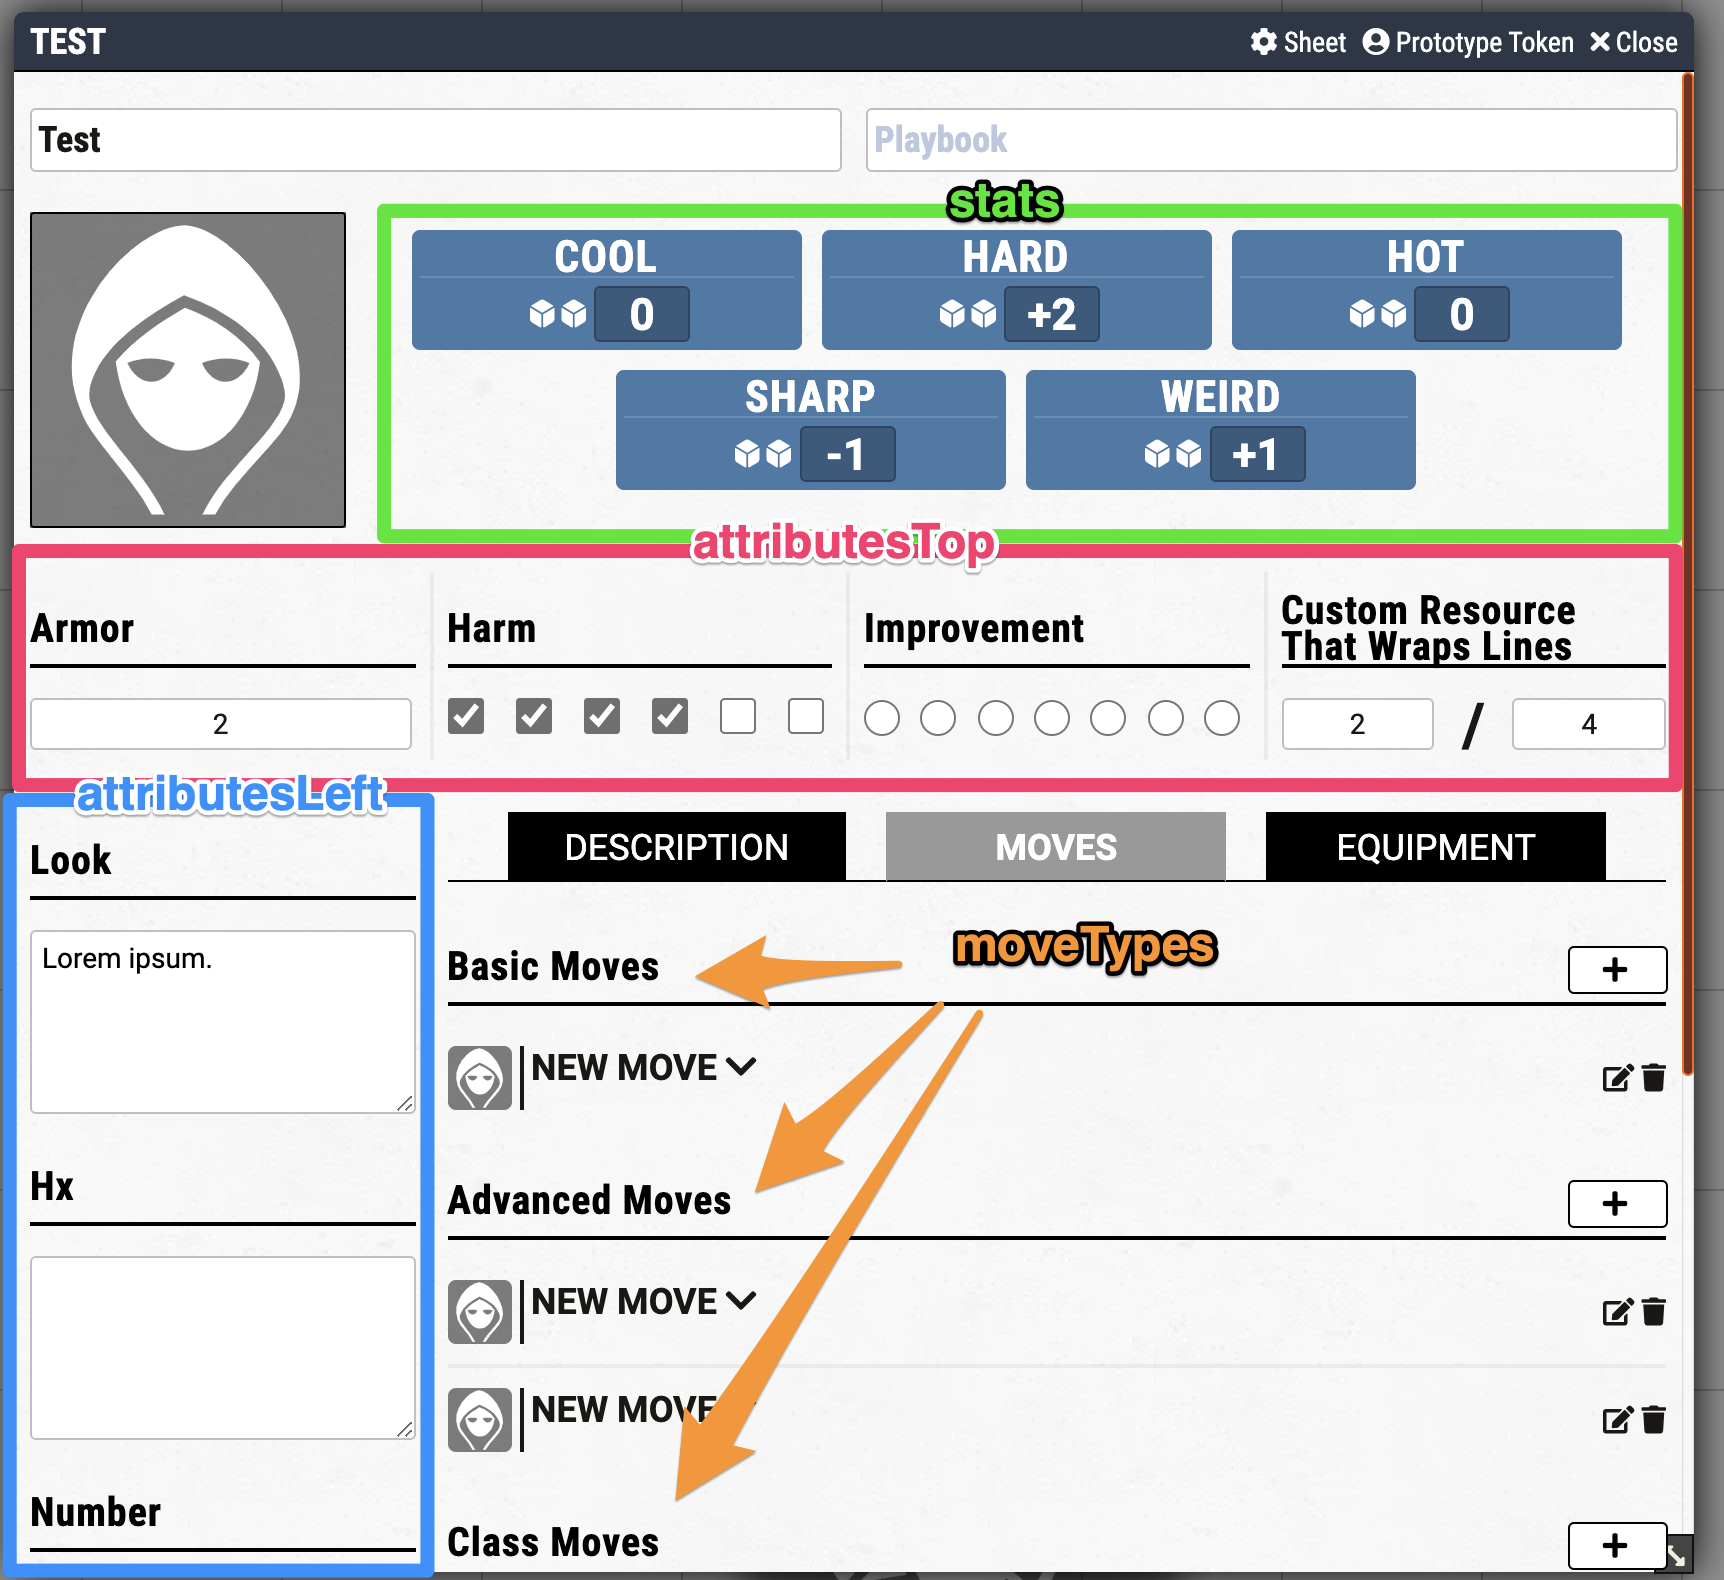 TEST
Sheet Prototype Token Close
Test
Playbook
stats
COOL HARD HOT
0 +2 0
SHARP WEIRD
-1 +1
attributesTop
Armor
2
Harm
Improvement
Custom Resource
That Wraps Lines
2 / 4
attributesLeft
Look
Lorem ipsum.
Hx
Number
DESCRIPTION MOVES EQUIPMENT
moveTypes
Basic Moves
+
NEW MOVE
Advanced Moves
+
NEW MOVE
NEW MOVE
Class Moves
+